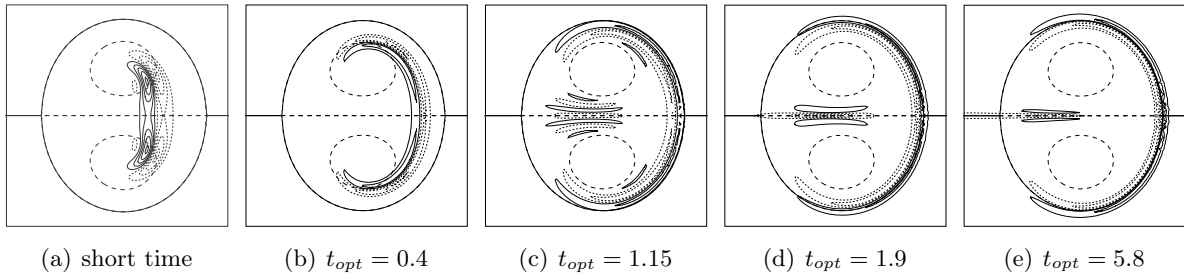 (a) short time
(b) t_{opt} = 0.4
(c) t_{opt} = 1.15
(d) t_{opt} = 1.9
(e) t_{opt} = 5.8